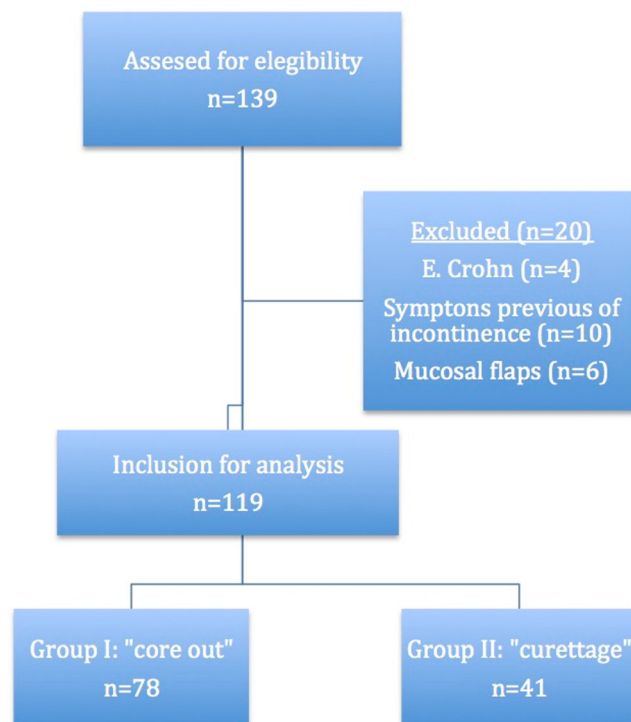 Assesed for elegibility
n=139
Excluded (n=20)
E. Crohn (n=4)
Symptons previous of
incontinence (n=10)
Mucosal flaps (n=6)
Inclusion for analysis
n=119
Group I: "core out"
n=78
Group II: "curettage"
n=41